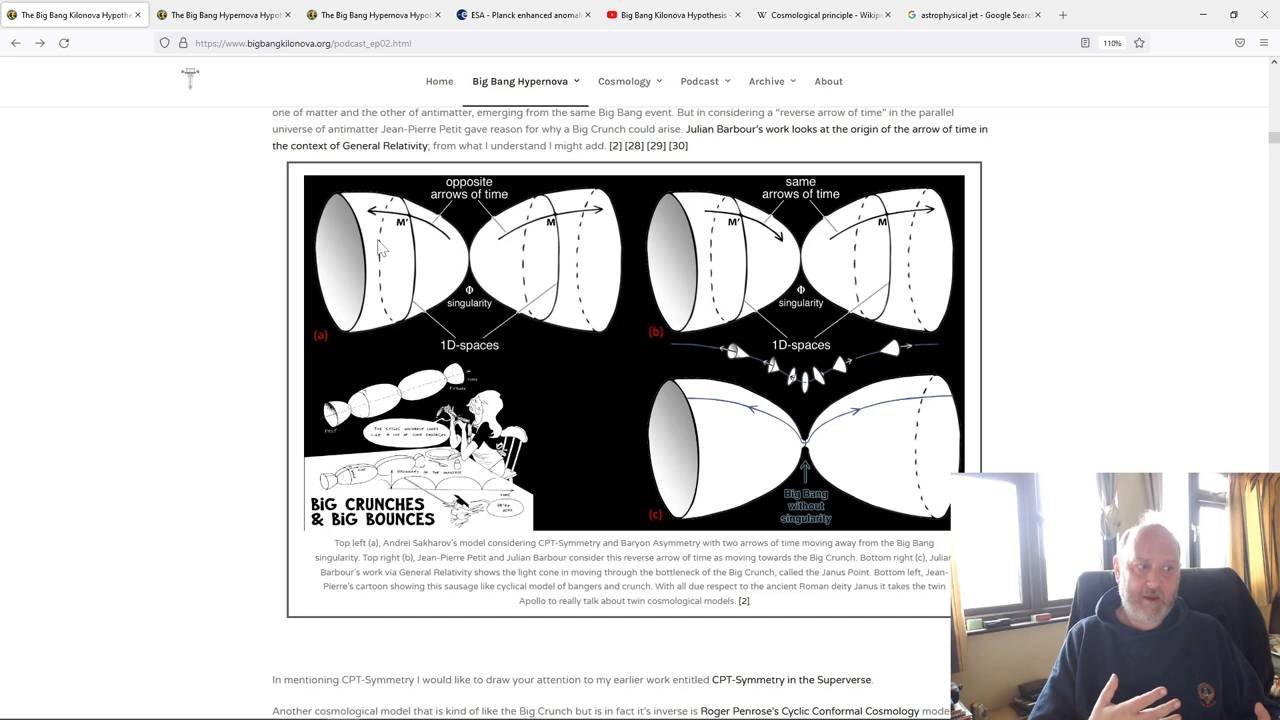 The Big Bang Kilonova Hypothe
The Big Bang Hypernova Hypot
The Big Bang Hypernova Hypot
ESA - Planck enhanced anomal
Big Bang Kilonova Hypothesis -
Cosmological principle - Wikipe
astrophysical jet - Google Searc
https://www.bigbangkilonova.org/podcast_ep02.html
110%
Home
Big Bang Hypernova
Cosmology
Podcast
Archive
About
one of matter and the other of antimatter, emerging from the same Big Bang event. But in considering a “reverse arrow of time” in the parallel
universe of antimatter Jean-Pierre Petit gave reason for why a Big Crunch could arise. Julian Barbour’s work looks at the origin of the arrow of time in
the context of General Relativity; from what I understand I might add. [2] [28] [29] [30]
opposite
arrows of time
M'
M
Φ
singularity
(a)
1D-spaces
same
arrows of time
M'
M
Φ
singularity
(b)
1D-spaces
PAST
FUTURE
TIME
BIG CRUNCHES
& BIG BOUNCES
Big Bang
without
singularity
(c)
Top left (a), Andrei Sakharov’s model considering CPT-Symmetry and Baryon Asymmetry with two arrows of time moving away from the Big Bang
singularity. Top right (b), Jean-Pierre Petit and Julian Barbour consider this reverse arrow of time as moving towards the Big Crunch. Bottom right (c), Julian
Barbour’s work via General Relativity shows the light cone in moving through the bottleneck of the Big Crunch, called the Janus Point. Bottom left, Jean-
Pierre’s cartoon showing this sausage like cyclical model of bangers and crunch. With all due respect to the ancient Roman deity Janus it takes the twin
Apollo to really talk about twin cosmological models. [2]
In mentioning CPT-Symmetry I would like to draw your attention to my earlier work entitled CPT-Symmetry in the Superverse.
Another cosmological model that is kind of like the Big Crunch but is in fact it’s inverse is Roger Penrose’s Cyclic Conformal Cosmology mode